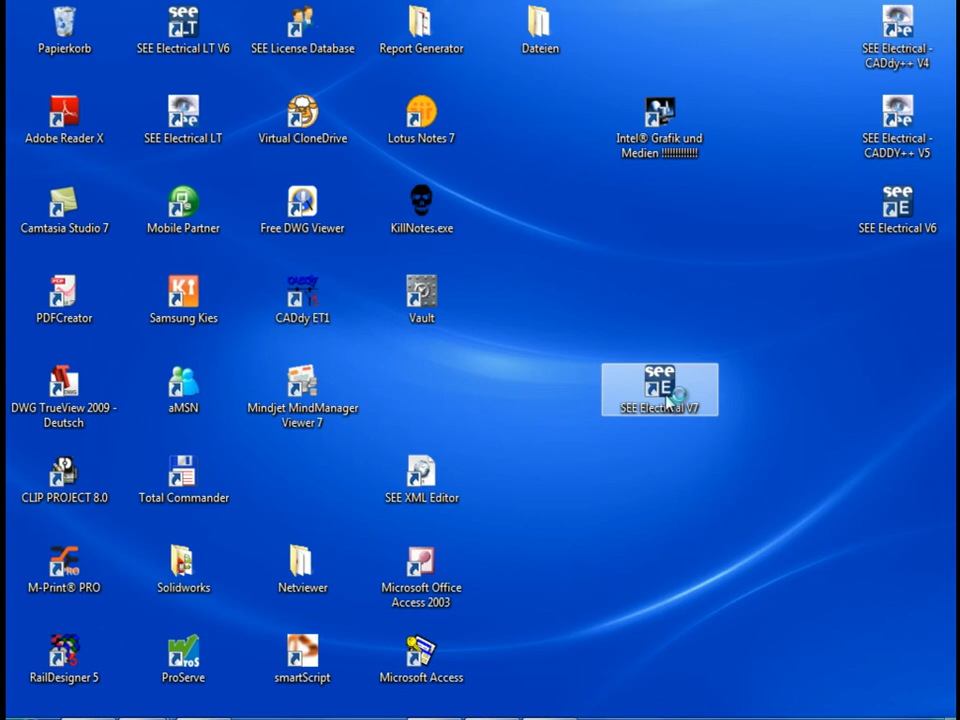 Papierkorb
SEE Electrical LT V6
SEE License Database
Report Generator
Dateien
SEE Electrical -
CADdy++ V4
Adobe Reader X
SEE Electrical LT
Virtual CloneDrive
Lotus Notes 7
Intel® Grafik und
Medien !!!!!!!!!!!!!
SEE Electrical -
CADDY++ V5
Camtasia Studio 7
Mobile Partner
Free DWG Viewer
KillNotes.exe
SEE Electrical V6
PDFCreator
Samsung Kies
CADdy ET1
Vault
DWG TrueView 2009 -
Deutsch
aMSN
Mindjet MindManager
Viewer 7
SEE Electrical V7
CLIP PROJECT 8.0
Total Commander
SEE XML Editor
M-Print® PRO
Solidworks
Netviewer
Microsoft Office
Access 2003
RailDesigner 5
ProServe
smartScript
Microsoft Access